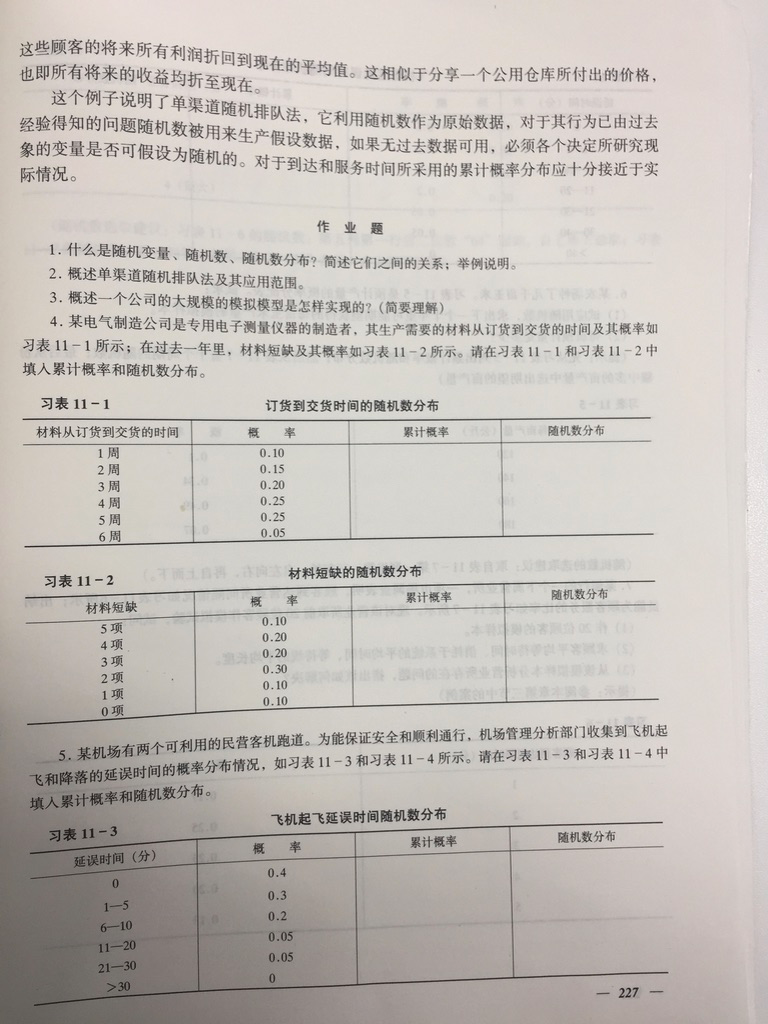 这些顾客的将来所有利润折回到现在的平均值。这相似于分享一个公用仓库所付出的价格，
也即所有将来的收益均折至现在。
这个例子说明了单渠道随机排队法，它利用随机数作为原始数据，对于其行为已由过去
经验得知的问题随机数被用来生产假设数据，如果无过去数据可用，必须各个决定所研究现
象的变量是否可假设为随机的。对于到达和服务时间所采用的累计概率分布应十分接近于实
际情况。
作 业 题
1. 什么是随机变量、随机数、随机数分布？简述它们之间的关系；举例说明。
2. 概述单渠道随机排队法及其应用范围。
3. 概述一个公司的大规模的模拟模型是怎样实现的？（简要理解）
4. 某电气制造公司是专用电子测量仪器的制造者，其生产需要的材料从订货到交货的时间及其概率如
习表 11－1 所示；在过去一年里，材料短缺及其概率如习表 11－2 所示。请在习表 11－1 和习表 11－2 中
填入累计概率和随机数分布。
习表 11－1 订货到交货时间的随机数分布
材料从订货到交货的时间 概 率 累计概率 随机数分布
1 周 0.10
2 周 0.15
3 周 0.20
4 周 0.25
5 周 0.25
6 周 0.05
习表 11－2 材料短缺的随机数分布
材料短缺 概 率 累计概率 随机数分布
5 项 0.10
4 项 0.20
3 项 0.20
2 项 0.30
1 项 0.10
0 项 0.10
5. 某机场有两个可利用的民营客机跑道。为能保证安全和顺利通行，机场管理分析部门收集到飞机起
飞和降落的延误时间的概率分布情况，如习表 11－3 和习表 11－4 所示。请在习表 11－3 和习表 11－4 中
填入累计概率和随机数分布。
习表 11－3 飞机起飞延误时间随机数分布
延误时间（分） 概 率 累计概率 随机数分布
0 0.4
1—5 0.3
6—10 0.2
11—20 0.05
21—30 0.05
>30 0
— 227 —